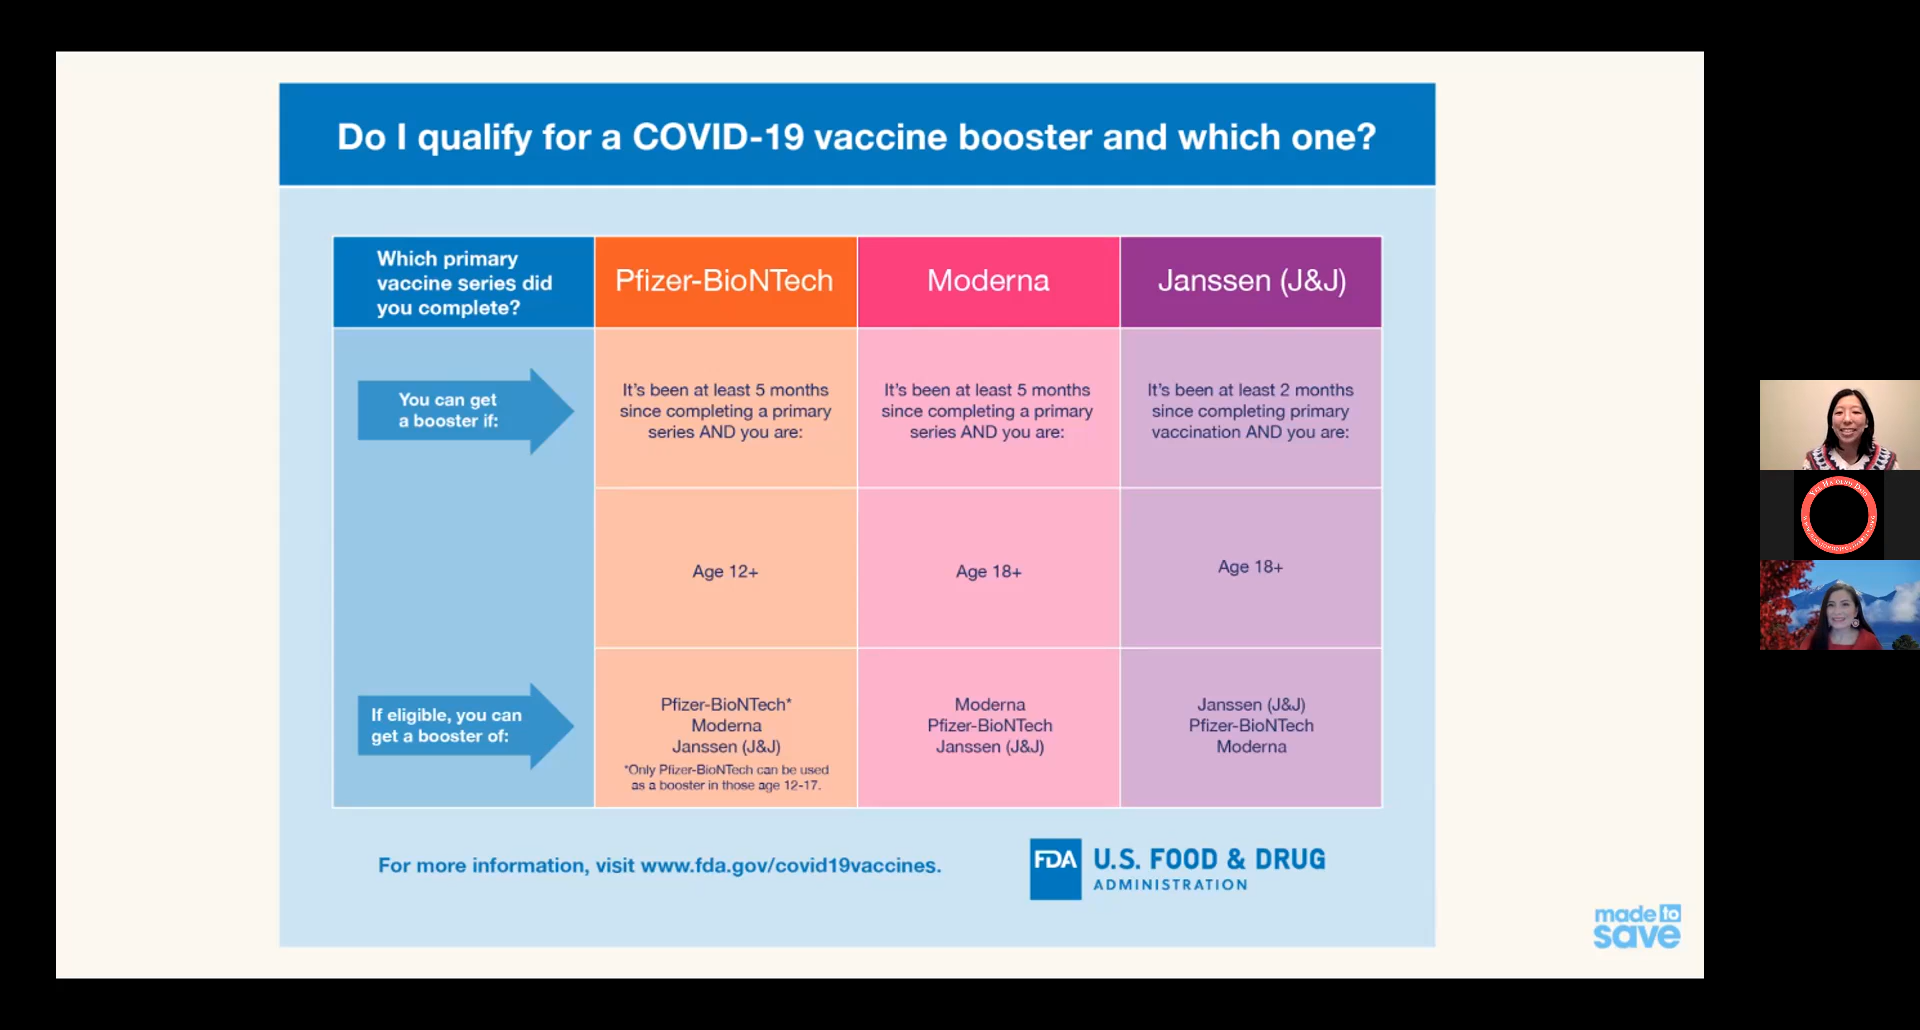 Do I qualify for a COVID-19 vaccine booster and which one?
Which primary
vaccine series did
you complete?
Pfizer-BioNTech
Moderna
Janssen (J&J)
You can get
a booster if:
It's been at least 5 months
since completing a primary
series AND you are:
It's been at least 5 months
since completing a primary
series AND you are:
It's been at least 2 months
since completing primary
vaccination AND you are:
Age 12+
Age 18+
Age 18+
If eligible, you can
get a booster of:
Pfizer-BioNTech*
Moderna
Janssen (J&J)
*Only Pfizer-BioNTech can be used
as a booster in those age 12-17.
Moderna
Pfizer-BioNTech
Janssen (J&J)
Janssen (J&J)
Pfizer-BioNTech
Moderna
For more information, visit www.fda.gov/covid19vaccines.
FDA
U.S. FOOD & DRUG
ADMINISTRATION
made to
save